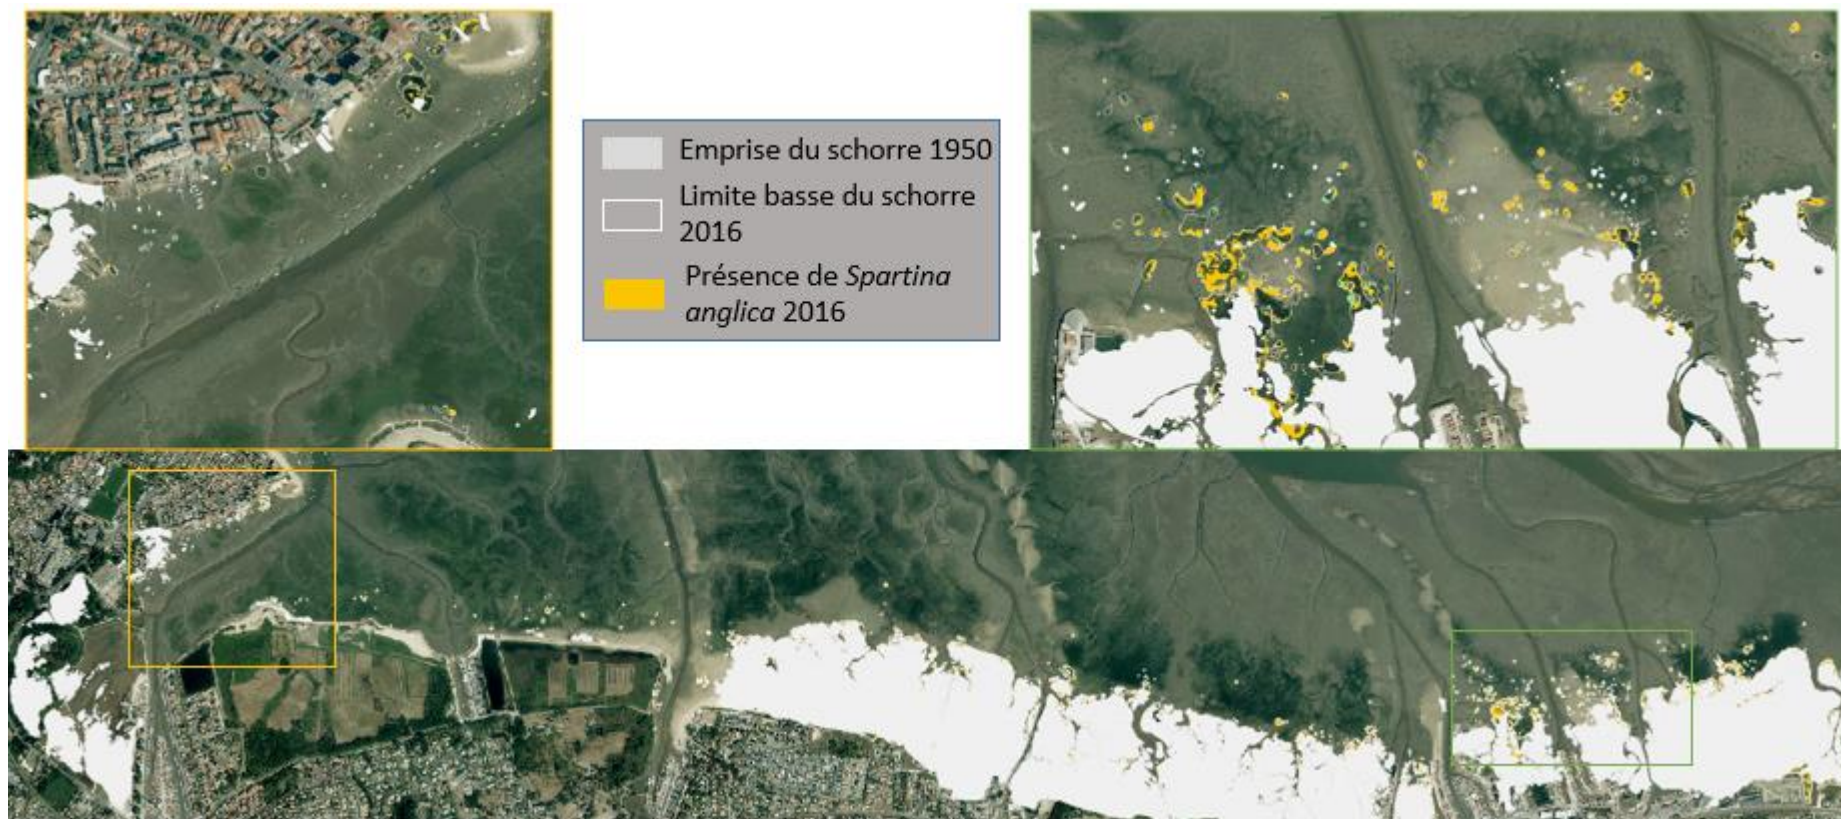 Emprise du schorre 1950
Limite basse du schorre
2016
Présence de Spartina
anglica 2016